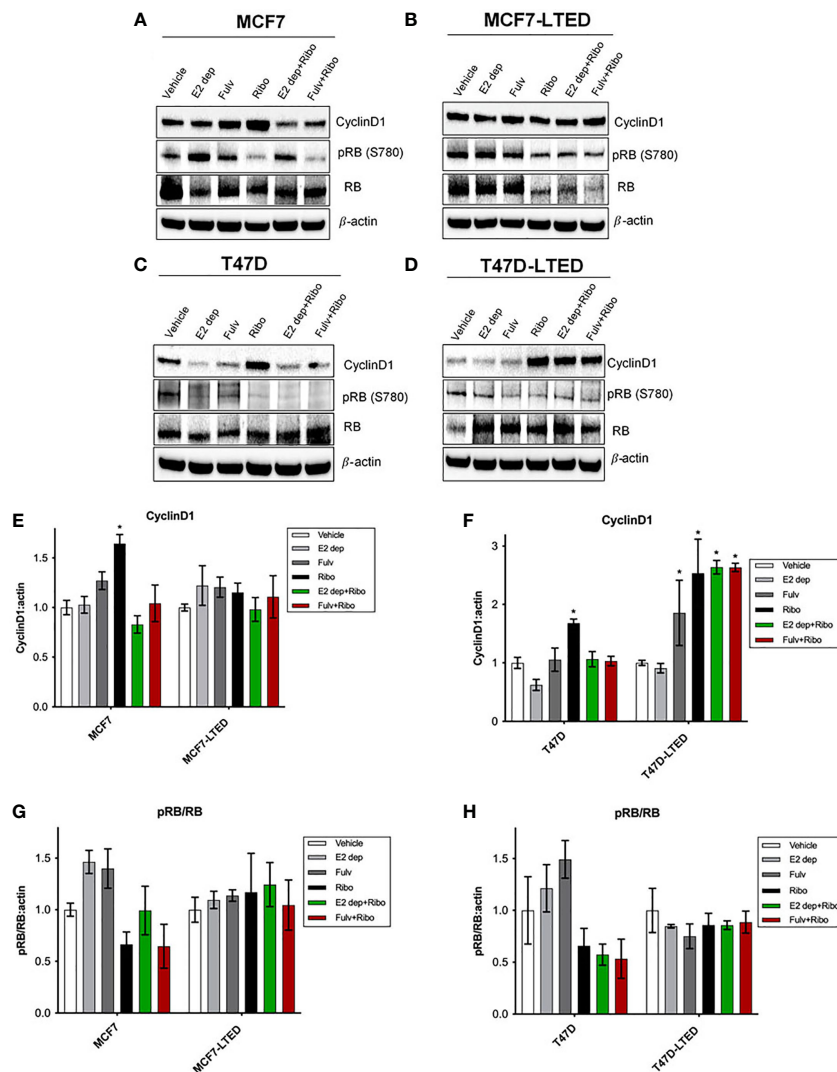 A
MCF7
Vehicle
E2 dep
Fulv
Ribo
E2 dep+Ribo
Fulv+Ribo
CyclinD1
pRB (S780)
RB
β-actin
B
MCF7-LTED
Vehicle
E2 dep
Fulv
Ribo
E2 dep+Ribo
Fulv+Ribo
CyclinD1
pRB (S780)
RB
β-actin
C
T47D
Vehicle
E2 dep
Fulv
Ribo
E2 dep+Ribo
Fulv+Ribo
CyclinD1
pRB (S780)
RB
β-actin
D
T47D-LTED
Vehicle
E2 dep
Fulv
Ribo
E2 dep+Ribo
Fulv+Ribo
CyclinD1
pRB (S780)
RB
β-actin
E
CyclinD1
CyclinD1:actin
1.5
1.0
0.5
0.0
*
MCF7
MCF7-LTED
Vehicle
E2 dep
Fulv
Ribo
E2 dep+Ribo
Fulv+Ribo
F
CyclinD1
CyclinD1:actin
3
2
1
0
*
*
*
*
*
T47D
T47D-LTED
Vehicle
E2 dep
Fulv
Ribo
E2 dep+Ribo
Fulv+Ribo
G
pRB/RB
pRB/RB:actin
1.5
1.0
0.5
0.0
MCF7
MCF7-LTED
Vehicle
E2 dep
Fulv
Ribo
E2 dep+Ribo
Fulv+Ribo
H
pRB/RB
pRB/RB:actin
1.5
1.0
0.5
0.0
T47D
T47D-LTED
Vehicle
E2 dep
Fulv
Ribo
E2 dep+Ribo
Fulv+Ribo